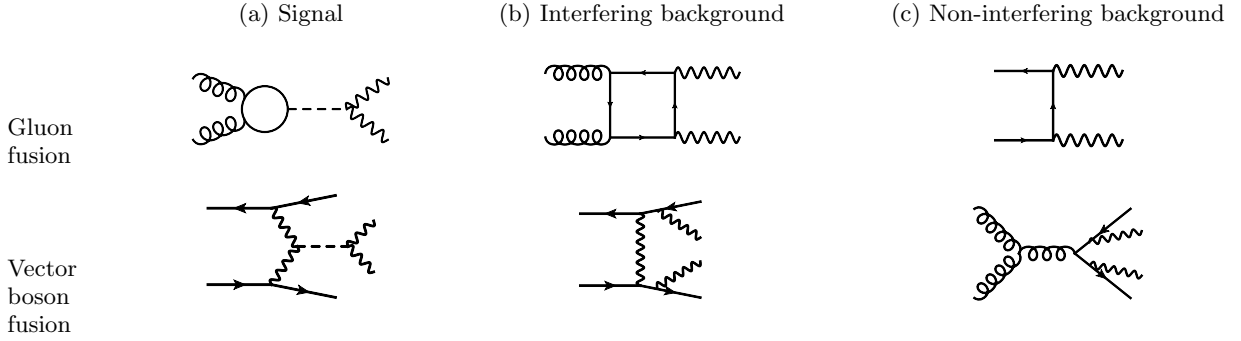 (a) Signal
(b) Interfering background
(c) Non-interfering background
Gluon
fusion
Vector
boson
fusion